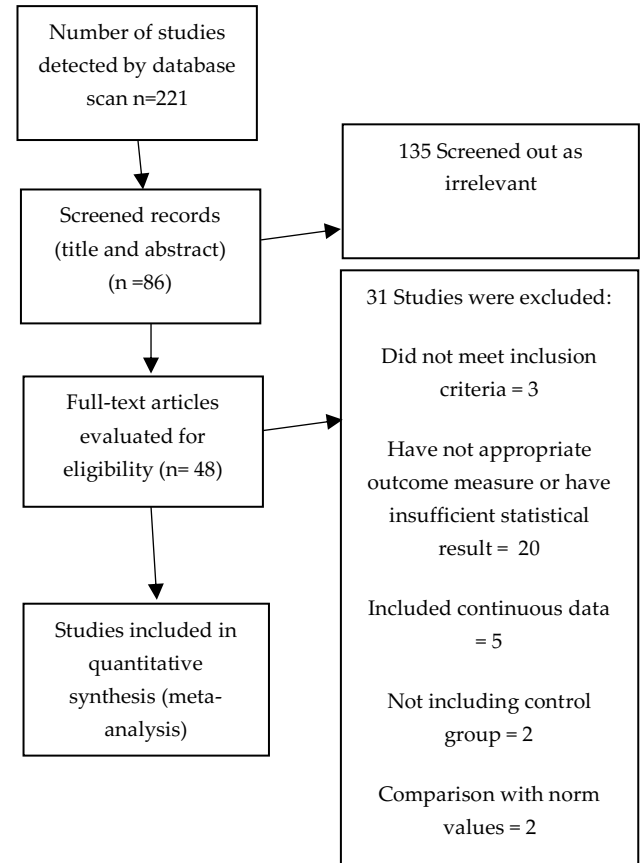 Number of studies
detected by database
scan n=221
135 Screened out as
irrelevant
Screened records
(title and abstract)
(n =86)
31 Studies were excluded:
Did not meet inclusion
criteria = 3
Have not appropriate
outcome measure or have
insufficient statistical
result = 20
Included continuous data
= 5
Not including control
group = 2
Comparison with norm
values = 2
Full-text articles
evaluated for
eligibility (n= 48)
Studies included in
quantitative
synthesis (meta-
analysis)